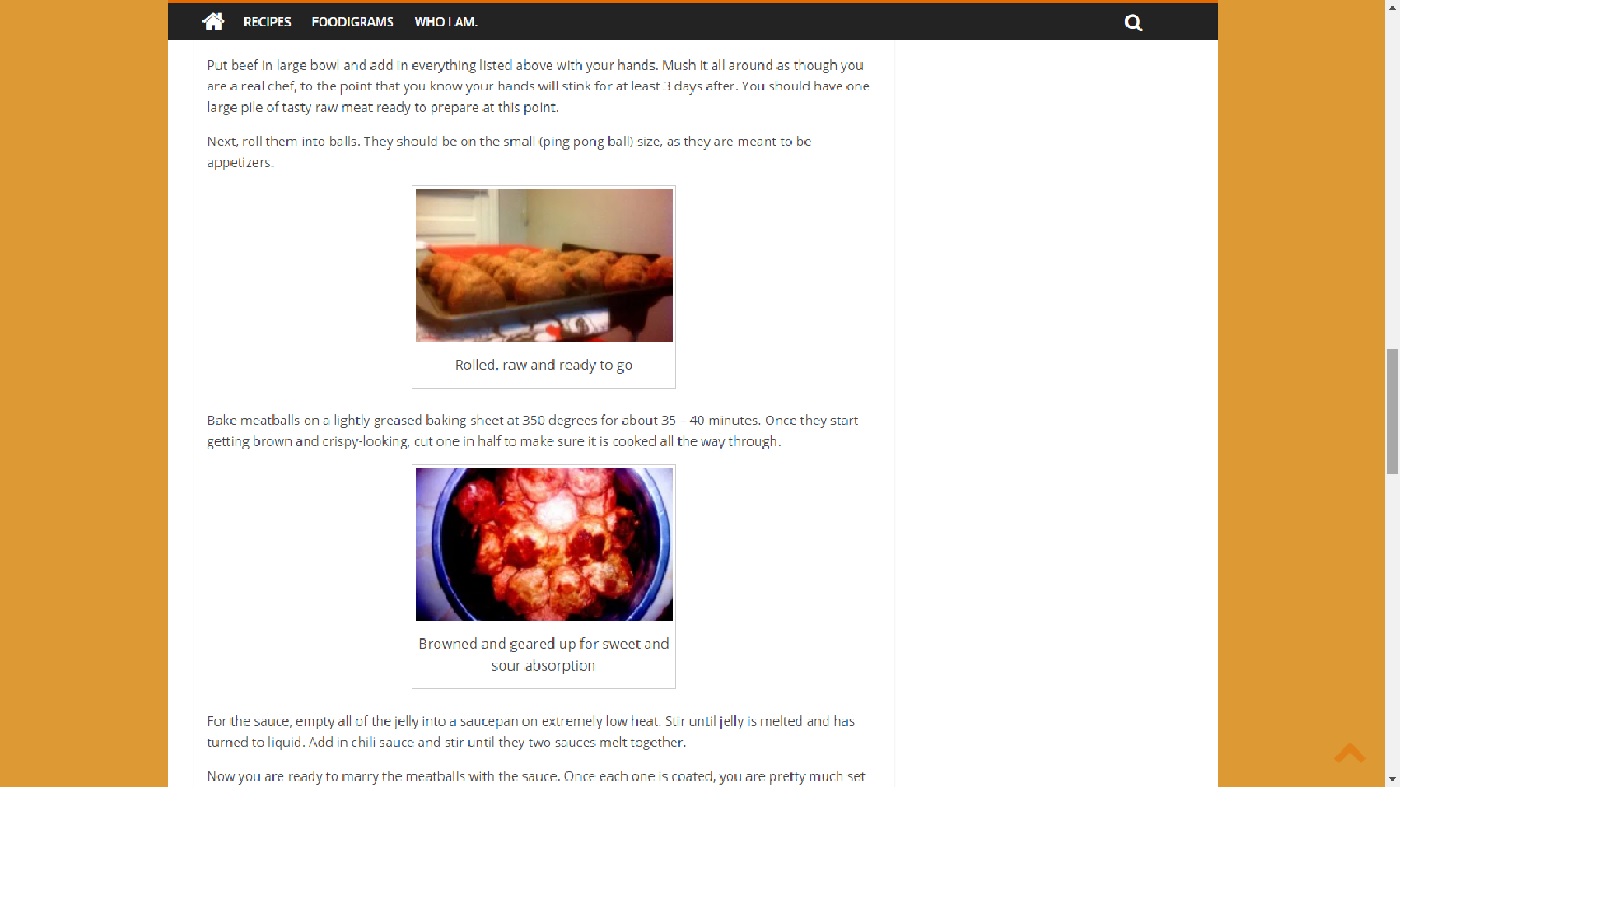 RECIPES FOODIGRAMS WHO I AM.
Put beef in large bowl and add in everything listed above with your hands. Mush it all around as though you
are a real chef, to the point that you know your hands will stink for at least 3 days after. You should have one
large pile of tasty raw meat ready to prepare at this point.
Next, roll them into balls. They should be on the small (ping pong ball) size, as they are meant to be
appetizers.
Rolled, raw and ready to go
Bake meatballs on a lightly greased baking sheet at 350 degrees for about 35 – 40 minutes. Once they start
getting brown and crispy-looking, cut one in half to make sure it is cooked all the way through.
Browned and geared up for sweet and
sour absorption
For the sauce, empty all of the jelly into a saucepan on extremely low heat. Stir until jelly is melted and has
turned to liquid. Add in chili sauce and stir until they two sauces melt together.
Now you are ready to marry the meatballs with the sauce. Once each one is coated, you are pretty much set